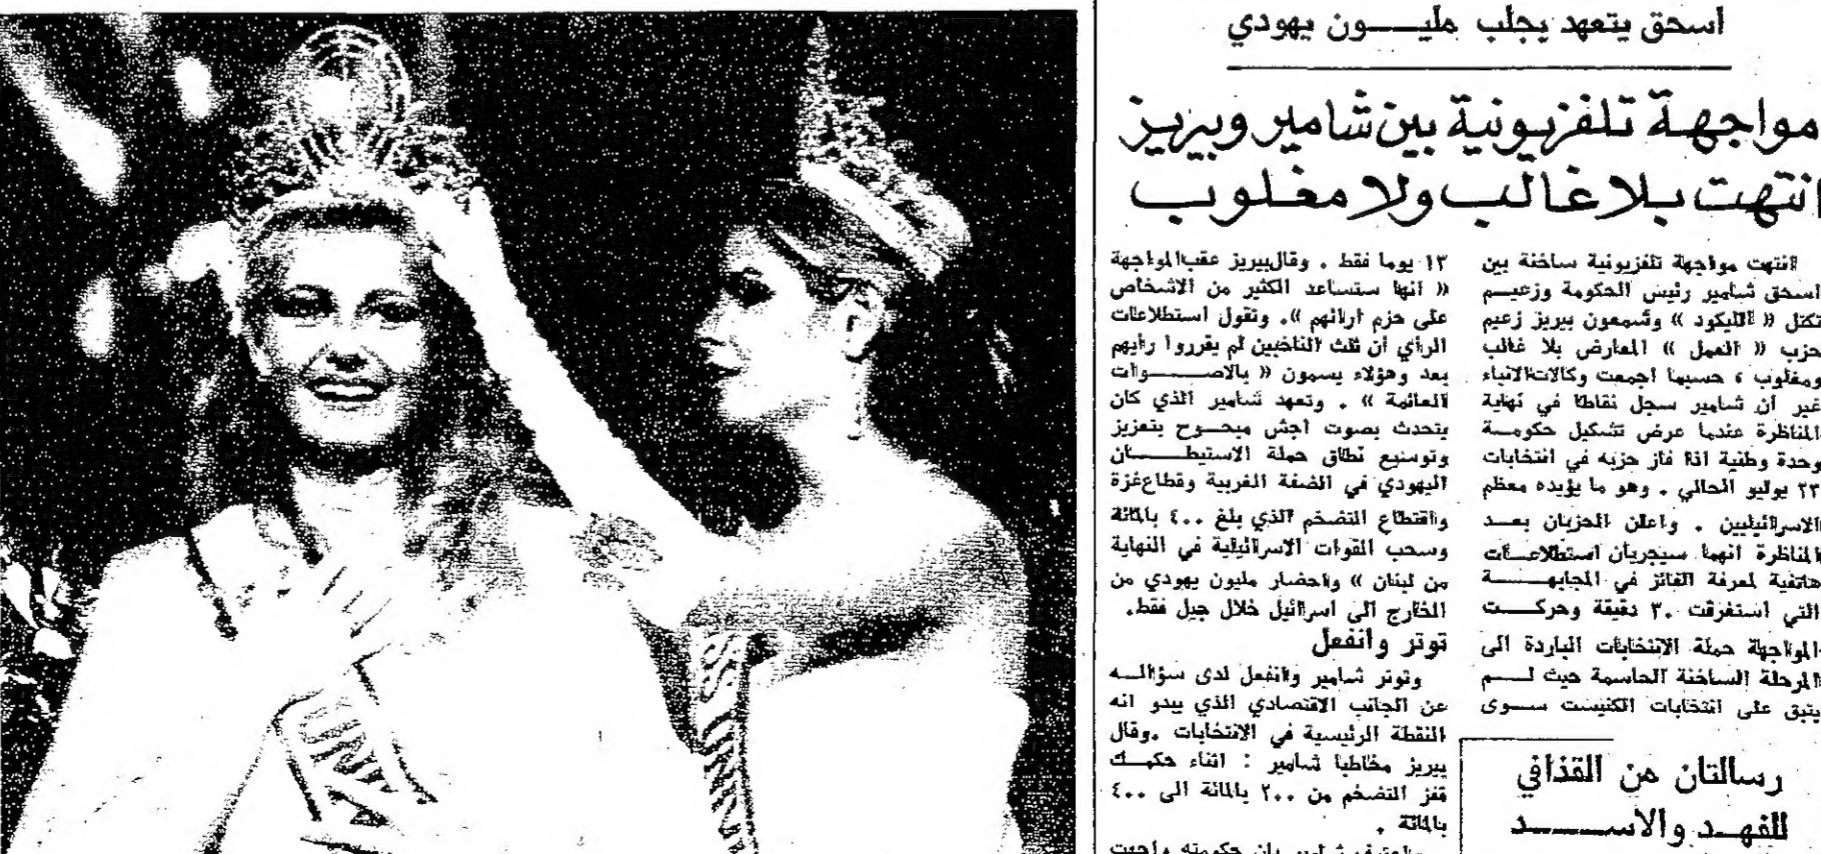 اسحق يتعهد بجلب مليـــون يهودي
مواجهة تلفزيونية بين شامير وبيريز
انتهت بلا غالب ولا مغلوب
انتهت مواجهة تلفزيونية ساخنة بين
اسحق شامير رئيس الحكومة وزعيم
تكتل « الليكود » وشمعون بيريز زعيم
حزب « العمل » المعارض بلا غالب
ومغلوب ، حسبما اجمعت وكالات الانباء
غير أن شامير سجل نقاطا في نهاية
المناظرة عندما عرض تشكيل حكومة
وحدة وطنية اذا فاز حزبه في انتخابات
٢٣ يوليو الحالي . وهو ما يؤيده معظم
الاسرائيليين . واعلن الحزبان بعد
المناظرة انهما سيجريان استطلاعات
هاتفية لمعرفة الفائز في المجابهة
التي استغرقت ٣٠ دقيقة وحركت
المواجهة حملة الانتخابات الباردة الى
المرحلة الساخنة الحاسمة حيث لم
يتبق على انتخابات الكنيست سوى
١٣ يوما فقط . وقال بيريز عقب المواجهة
« انها ستساعد الكثير من الاشخاص
على حزم ارائهم ». وتقول استطلاعات
الرأي أن ثلث الناخبين لم يقرروا رأيهم
بعد وهؤلاء يسمون « بالاصوات
العائمة » . وتعهد شامير الذي كان
يتحدث بصوت اجش مبحوح بتعزيز
وتوسيع نطاق حملة الاستيطان
اليهودي في الضفة الغربية وقطاع غزة
واقتطاع التضخم الذي بلغ ٤٠٠ بالمائة
وسحب القوات الاسرائيلية في النهاية
من لبنان » واحضار مليون يهودي من
الخارج الى اسرائيل خلال جيل فقط.
توتر وانفعل
وتوتر شامير وانفعل لدى سؤاله
عن الجانب الاقتصادي الذي يبدو انه
النقطة الرئيسية في الانتخابات .وقال
بيريز مخاطبا شامير : اثناء حكمك
قفز التضخم من ٢٠٠ بالمائة الى ٤٠٠
بالمائة .
شامير بان حكومته واجهت
رسالتان من القذافي
للفهـد والاســـد